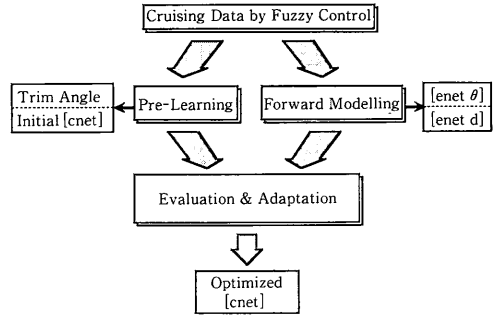 Cruising Data by Fuzzy Control
Trim Angle
Initial [cnet]
Pre-Learning
Forward Modelling
[enet θ]
[enet d]
Evaluation & Adaptation
Optimized
[cnet]